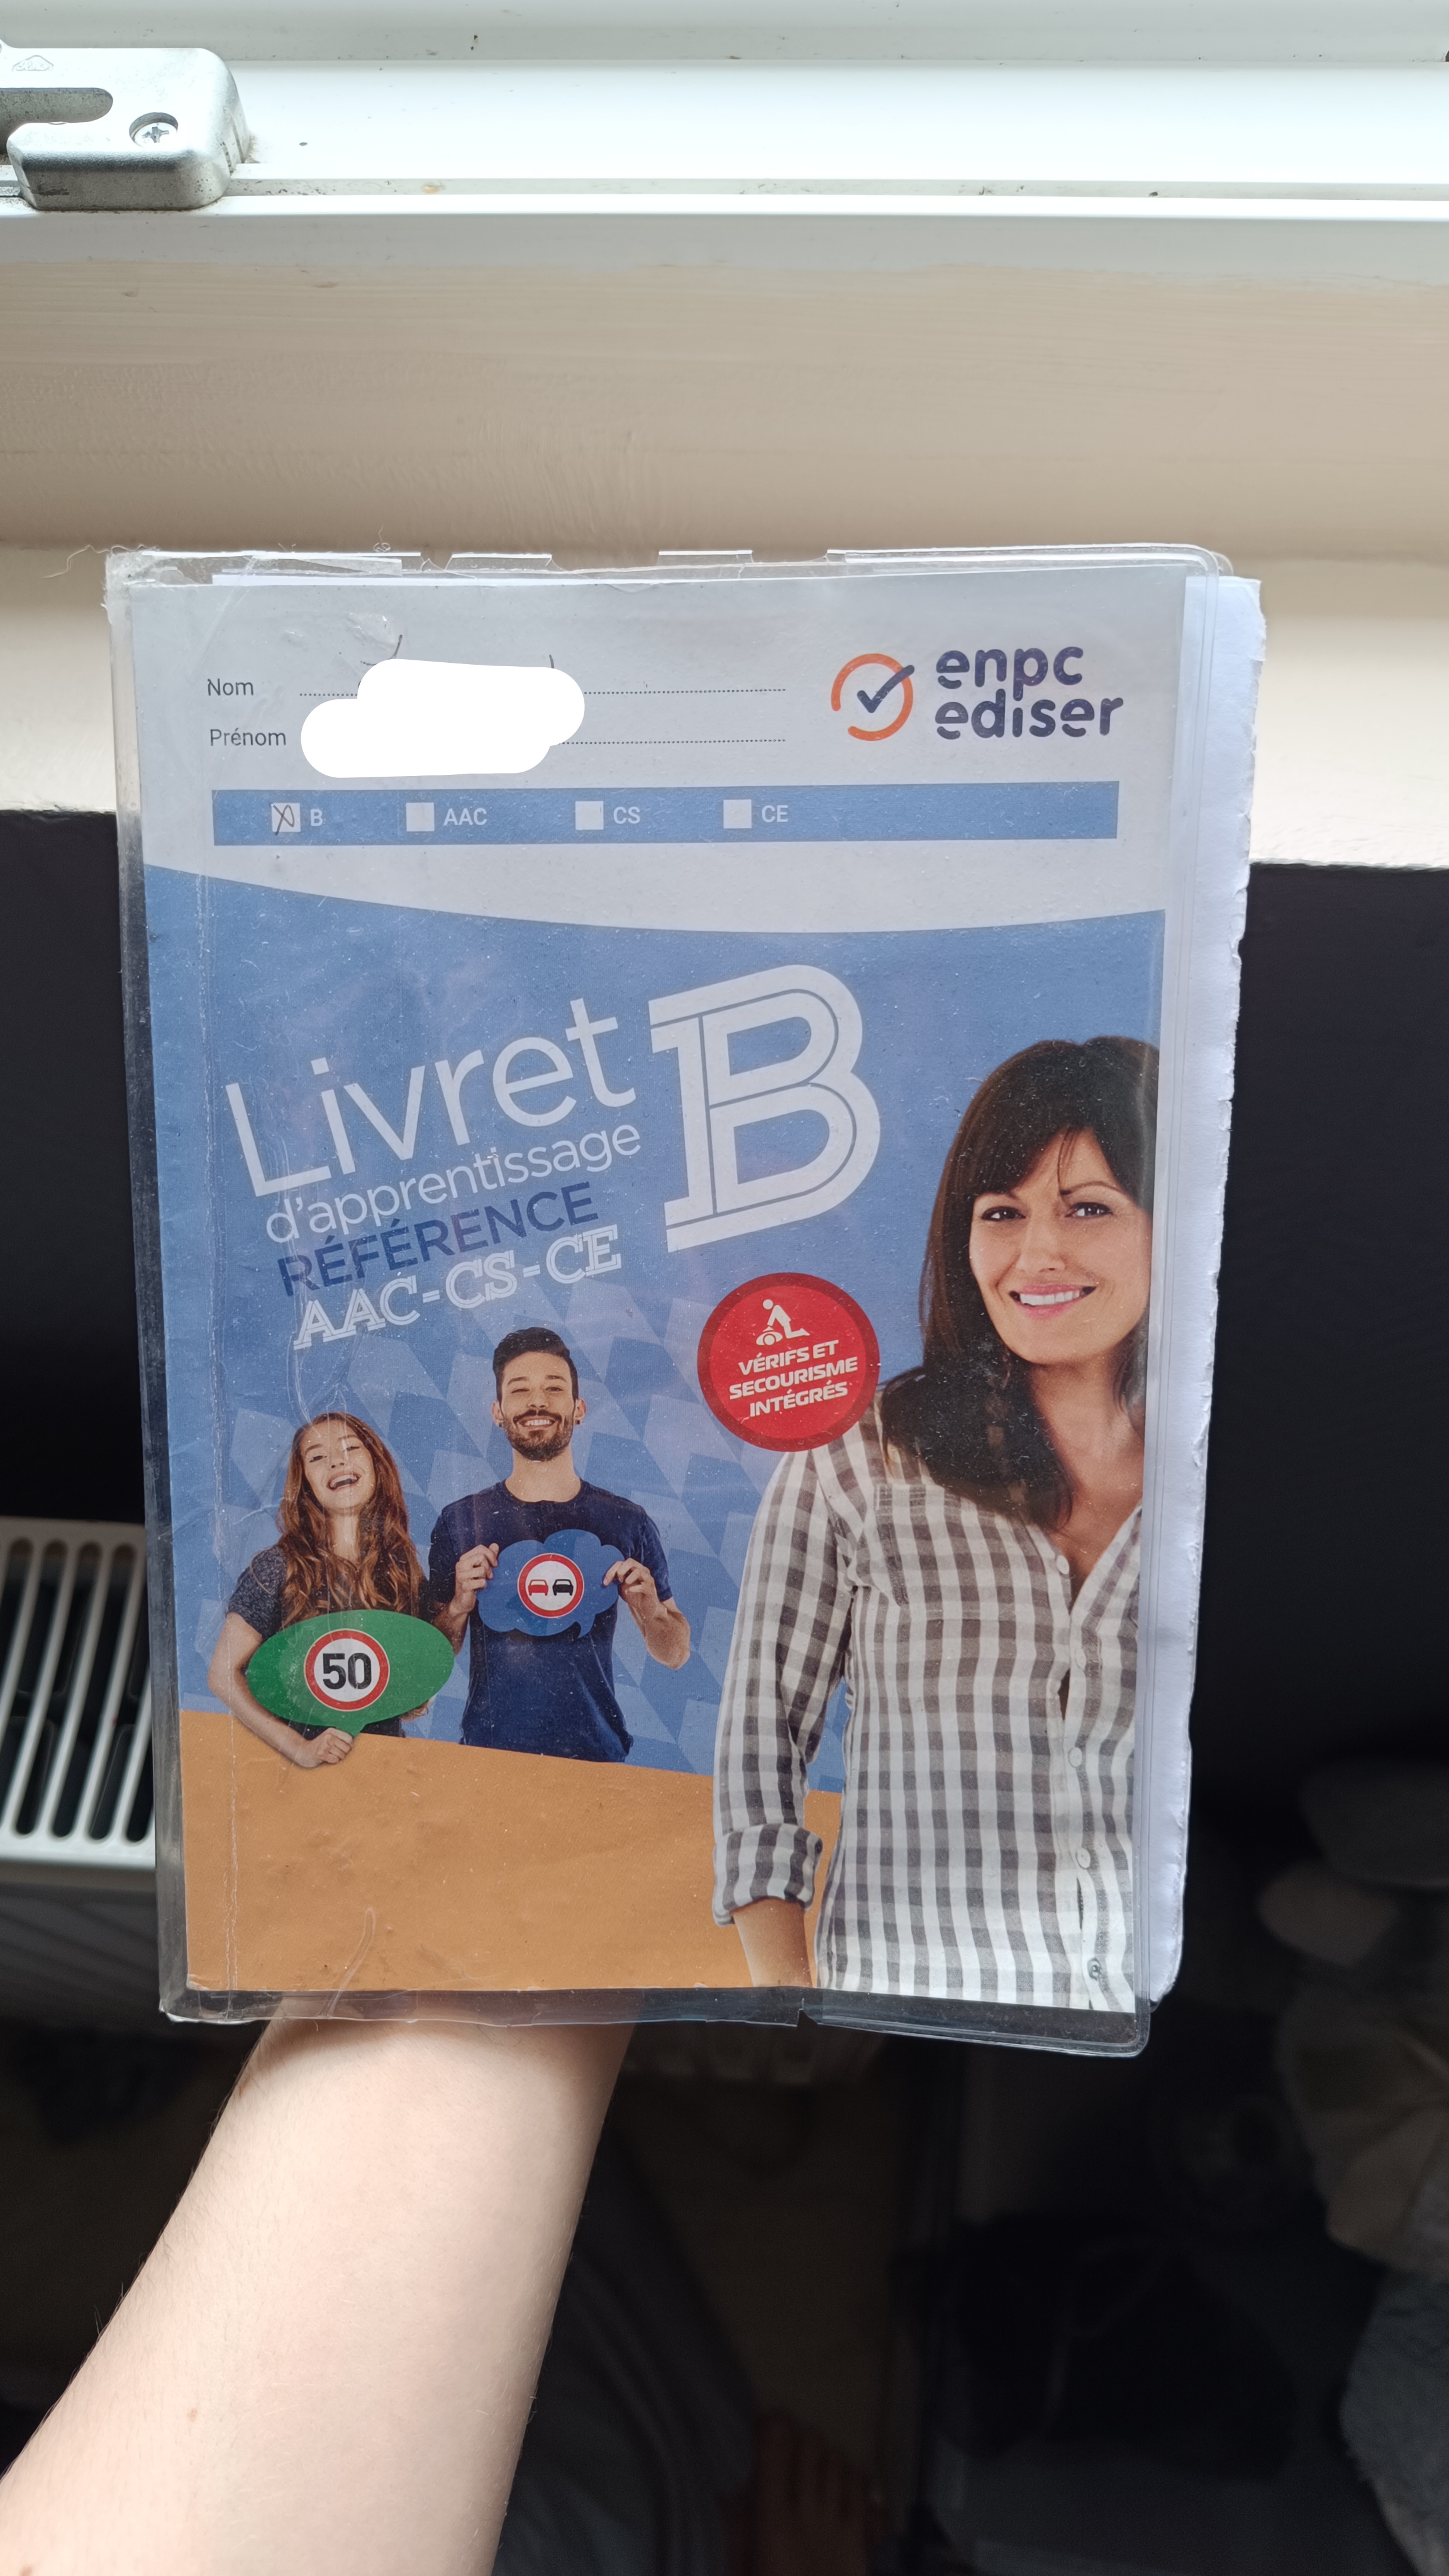 Nom
Prénom
enpc
ediser
B AAC CS CE
Livret B
d'apprentissage
RÉFÉRENCE
AAC-CS-CE
VÉRIFS ET
SECOURISME
INTÉGRÉS
50